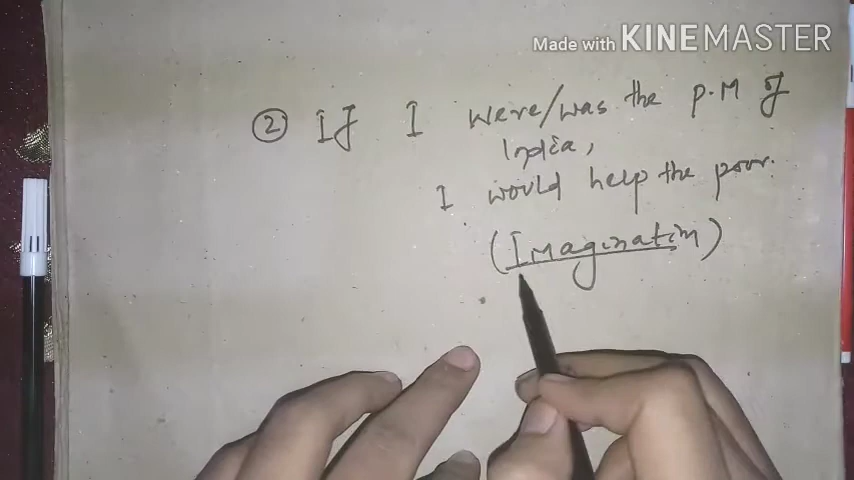 Made with KINEMASTER
② If I were/was the P.M of
India,
I would help the poor.
(Imagination)